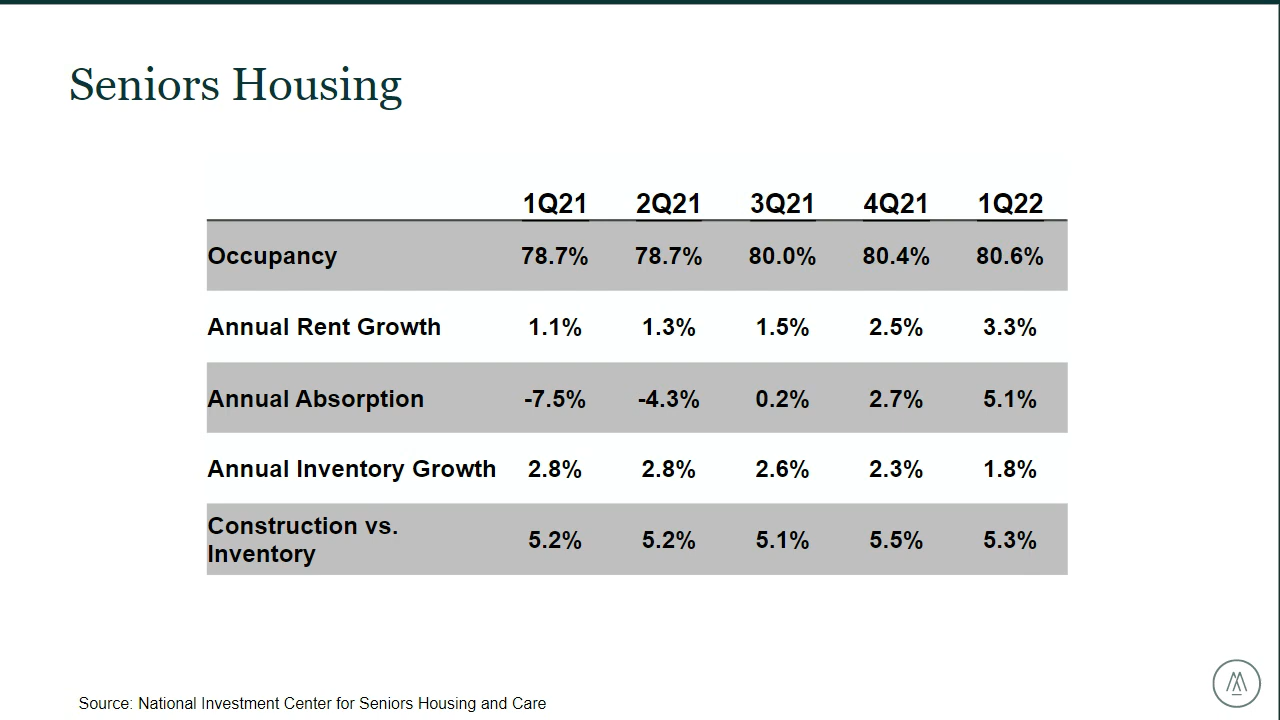 Seniors Housing
1Q21 2Q21 3Q21 4Q21 1Q22
Occupancy 78.7% 78.7% 80.0% 80.4% 80.6%
Annual Rent Growth 1.1% 1.3% 1.5% 2.5% 3.3%
Annual Absorption -7.5% -4.3% 0.2% 2.7% 5.1%
Annual Inventory Growth 2.8% 2.8% 2.6% 2.3% 1.8%
Construction vs.
Inventory 5.2% 5.2% 5.1% 5.5% 5.3%
Source: National Investment Center for Seniors Housing and Care